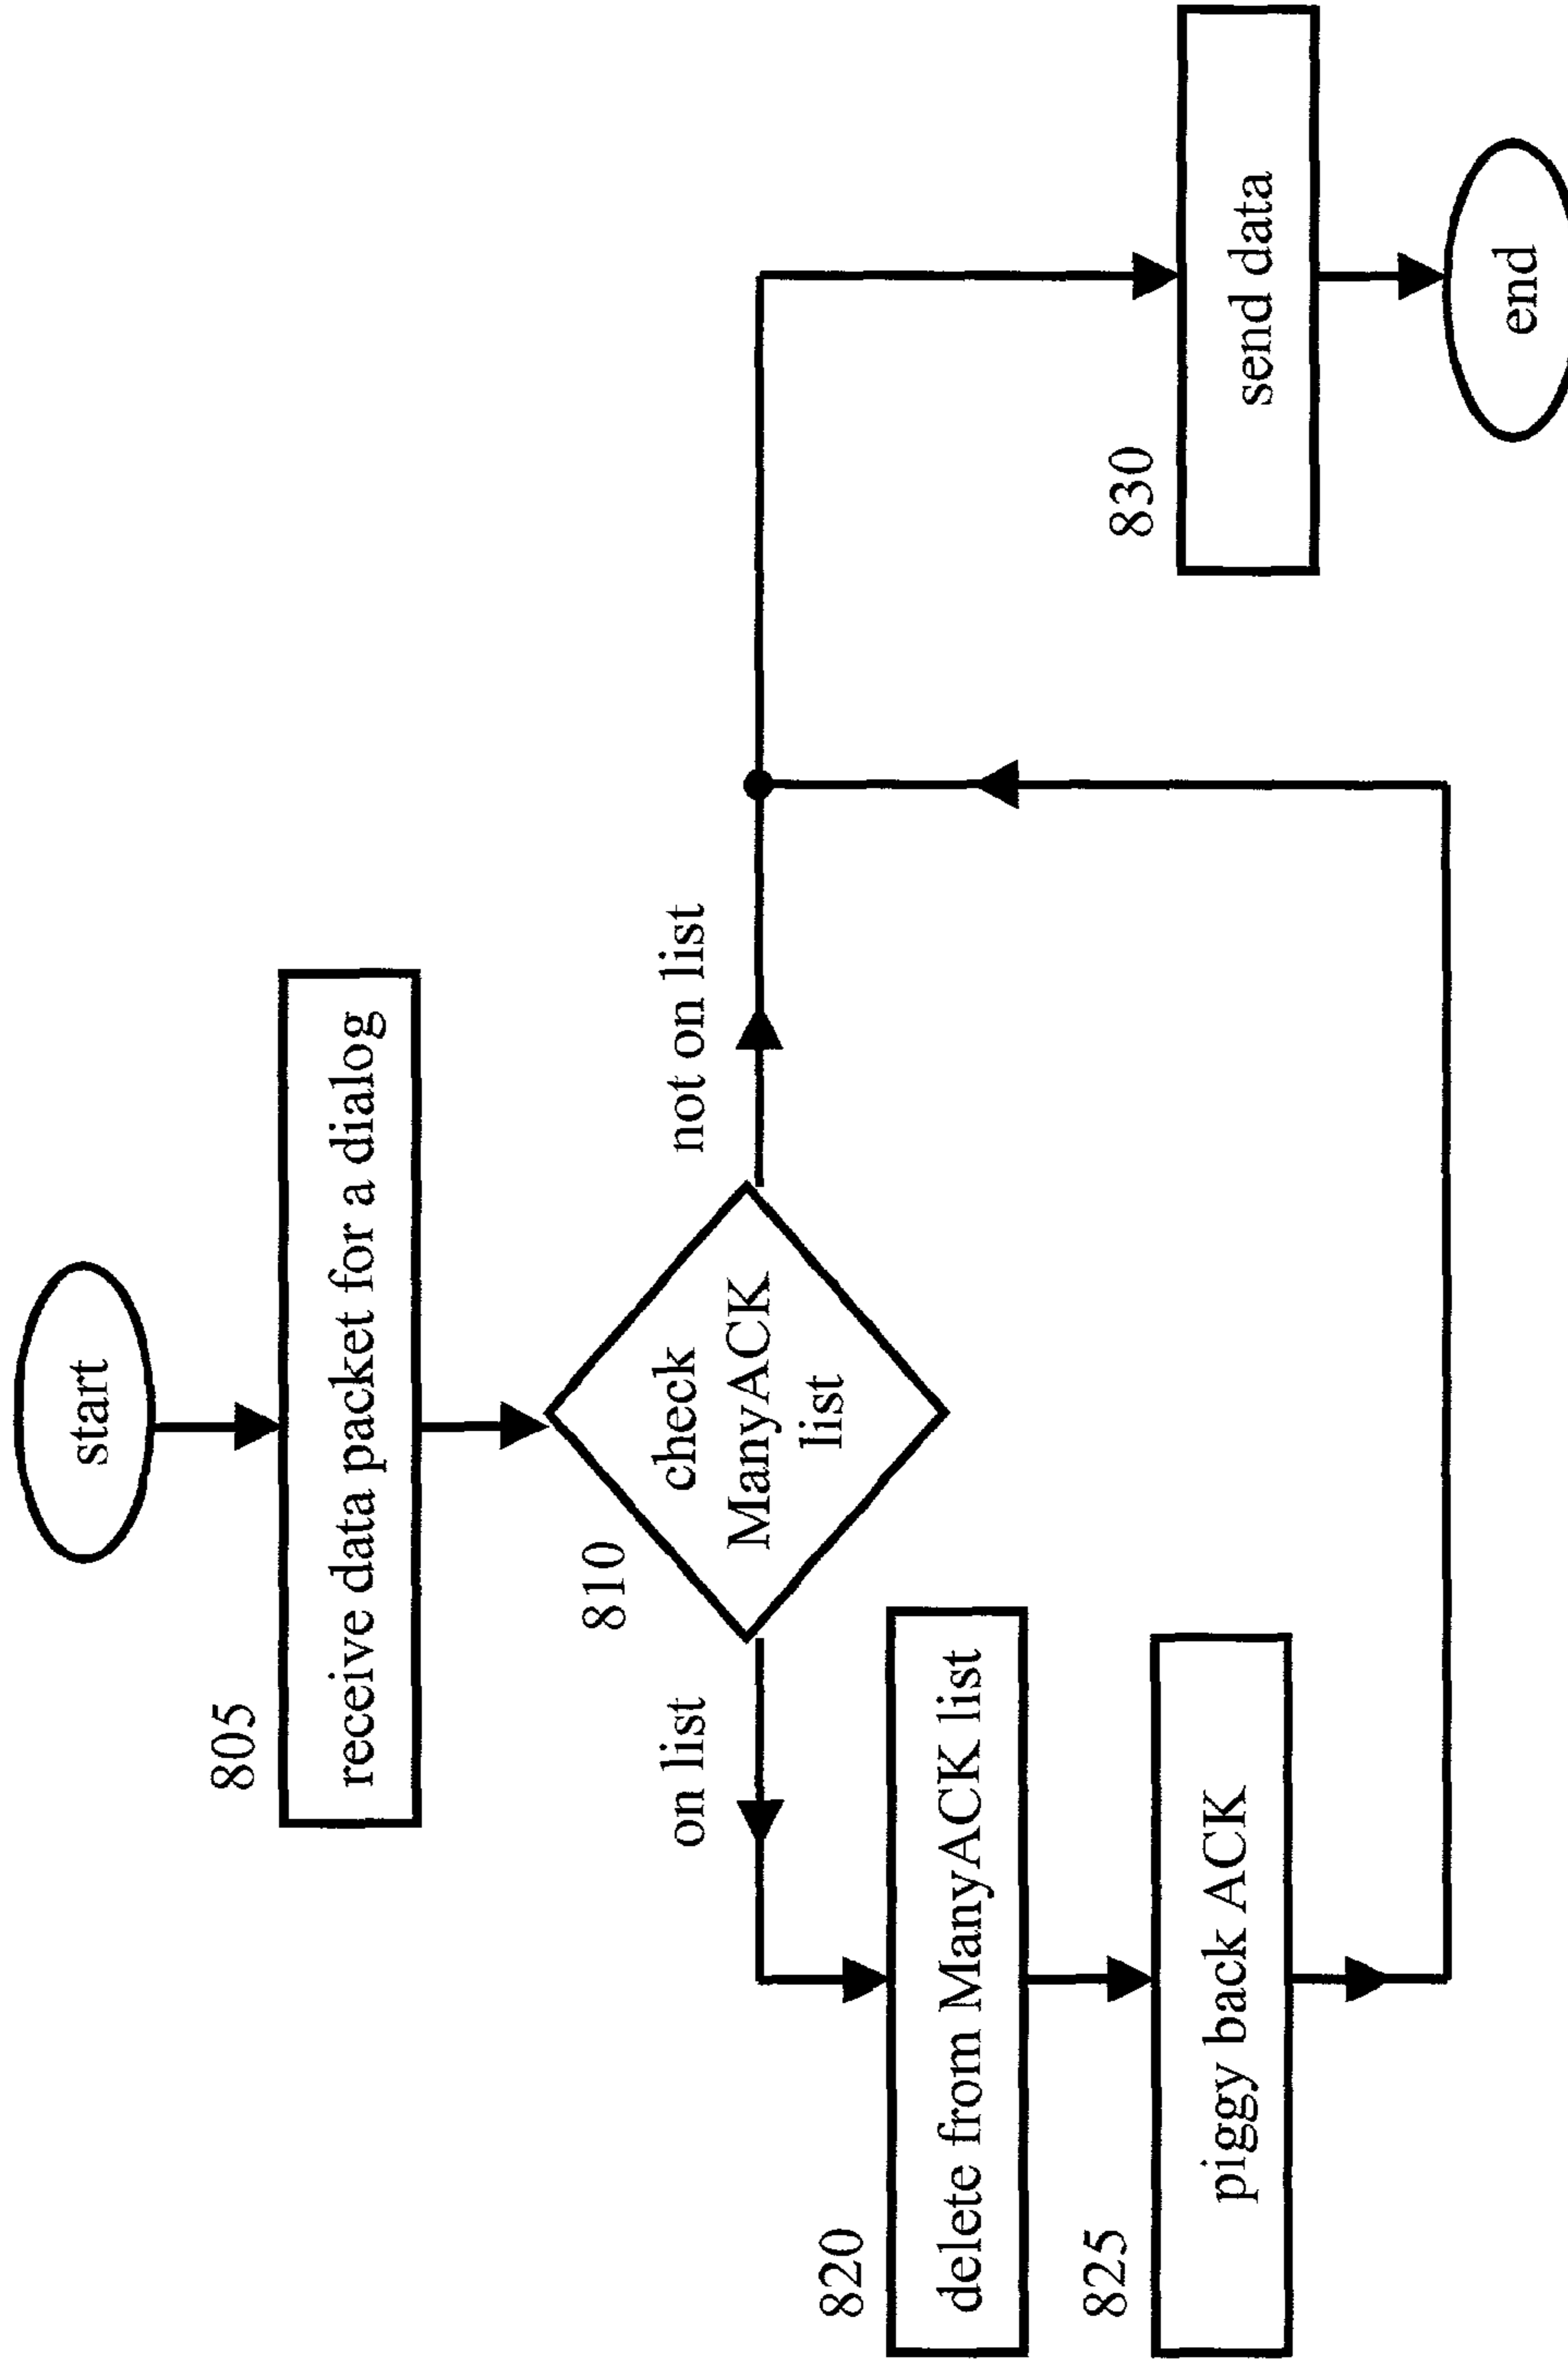 start
805
receive data packet for a dialog
810
check
ManyACK
list
on list
not on list
820
delete from ManyACK list
825
piggy back ACK
830
send data
end